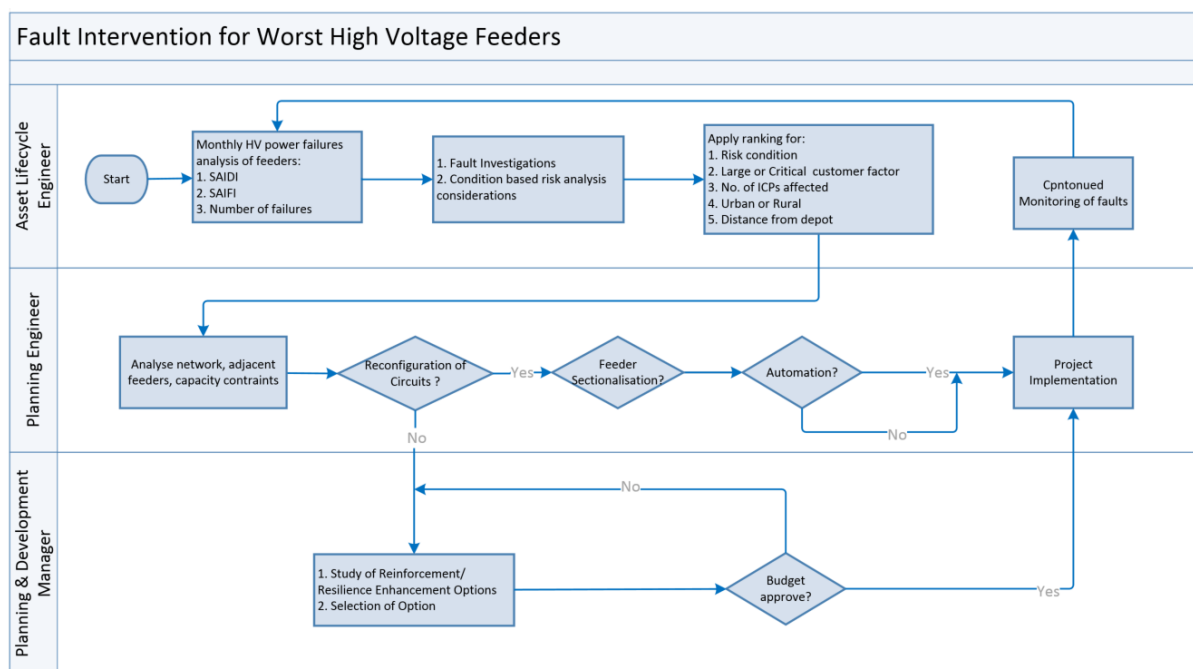 Fault Intervention for Worst High Voltage Feeders
Asset Lifecycle
Engineer
Start
Monthly HV power failures
analysis of feeders:
1. SAIDI
2. SAIFI
3. Number of failures
1. Fault Investigations
2. Condition based risk analysis
considerations
Apply ranking for:
1. Risk condition
2. Large or Critical customer factor
3. No. of ICPs affected
4. Urban or Rural
5. Distance from depot
Cpntonued
Monitoring of faults
Planning Engineer
Analyse network, adjacent
feeders, capacity contraints
Reconfiguration of
Circuits ?
Yes
Feeder
Sectionalisation?
Automation?
Yes
Project
Implementation
No
No
Planning & Development
Manager
No
1. Study of Reinforcement/
Resilience Enhancement Options
2. Selection of Option
Budget
approve?
Yes